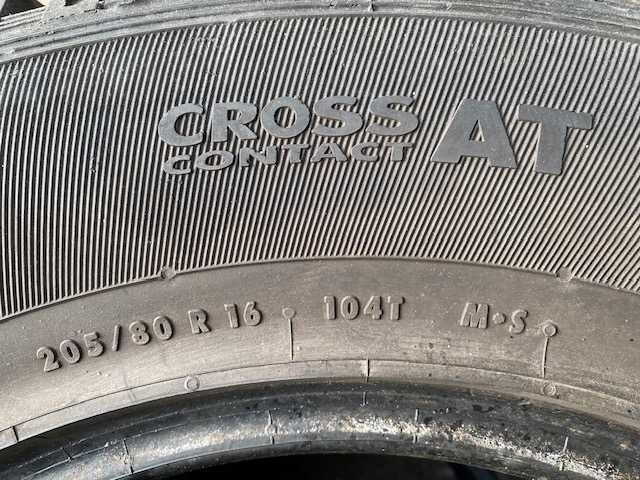 CROSS
CONTACT AT
205/80 R 16 104T M•S